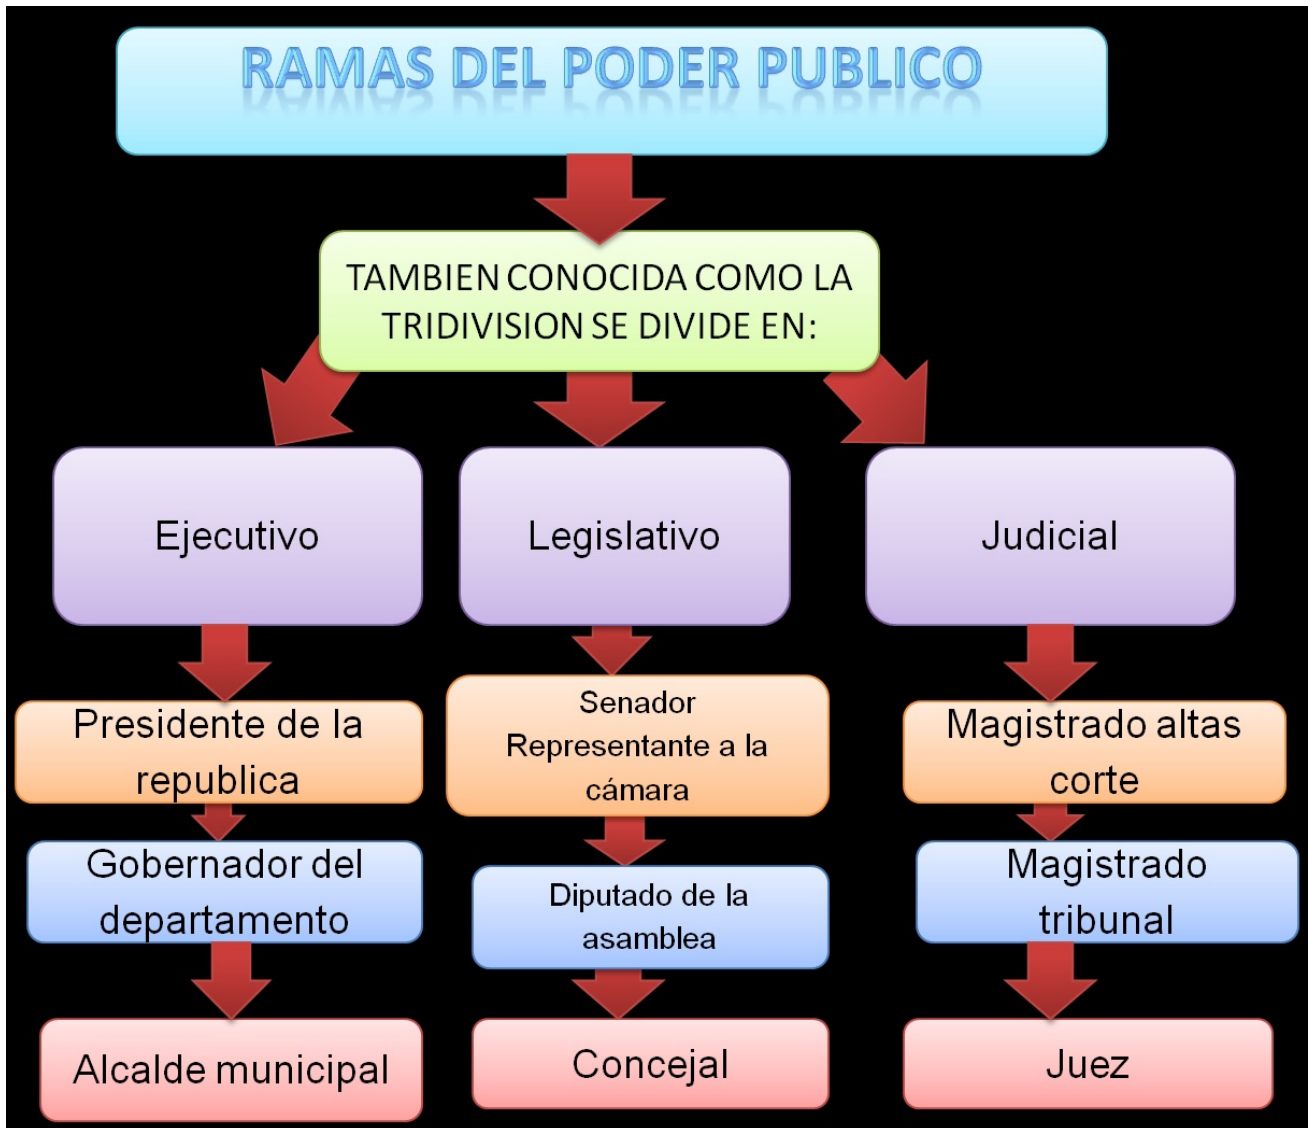 RAMAS DEL PODER PUBLICO
TAMBIEN CONOCIDA COMO LA
TRIDIVISION SE DIVIDE EN:
Ejecutivo
Legislativo
Judicial
Presidente de la
republica
Senador
Representante a la
cámara
Magistrado altas
corte
Gobernador del
departamento
Diputado de la
asamblea
Magistrado
tribunal
Alcalde municipal
Concejal
Juez